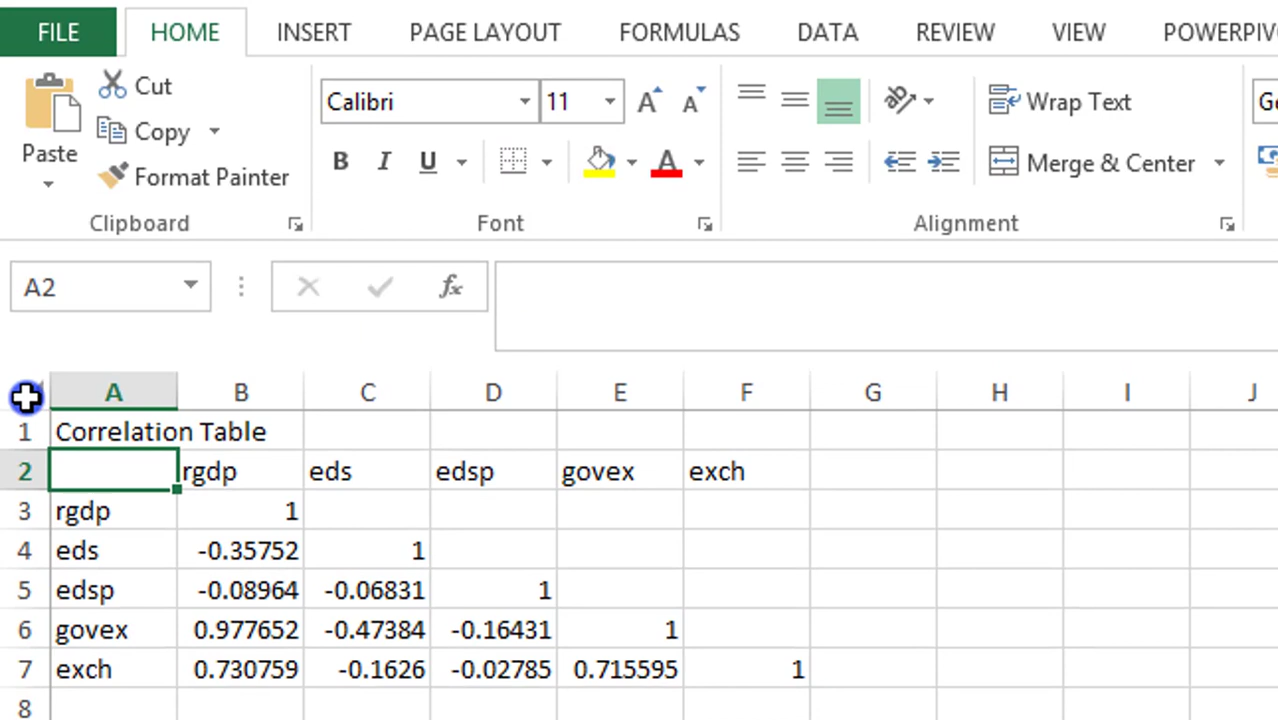 FILE HOME INSERT PAGE LAYOUT FORMULAS DATA REVIEW VIEW POWERPIV
Cut
Copy
Paste
Format Painter
Calibri 11 A A
B I U A
ab Wrap Text
Merge & Center
Ge
Clipboard Font Alignment
A2 fx
A B C D E F G H I J
1 Correlation Table
2 rgdp eds edsp govex exch
3 rgdp 1
4 eds -0.35752 1
5 edsp -0.08964 -0.06831 1
6 govex 0.977652 -0.47384 -0.16431 1
7 exch 0.730759 -0.1626 -0.02785 0.715595 1
8